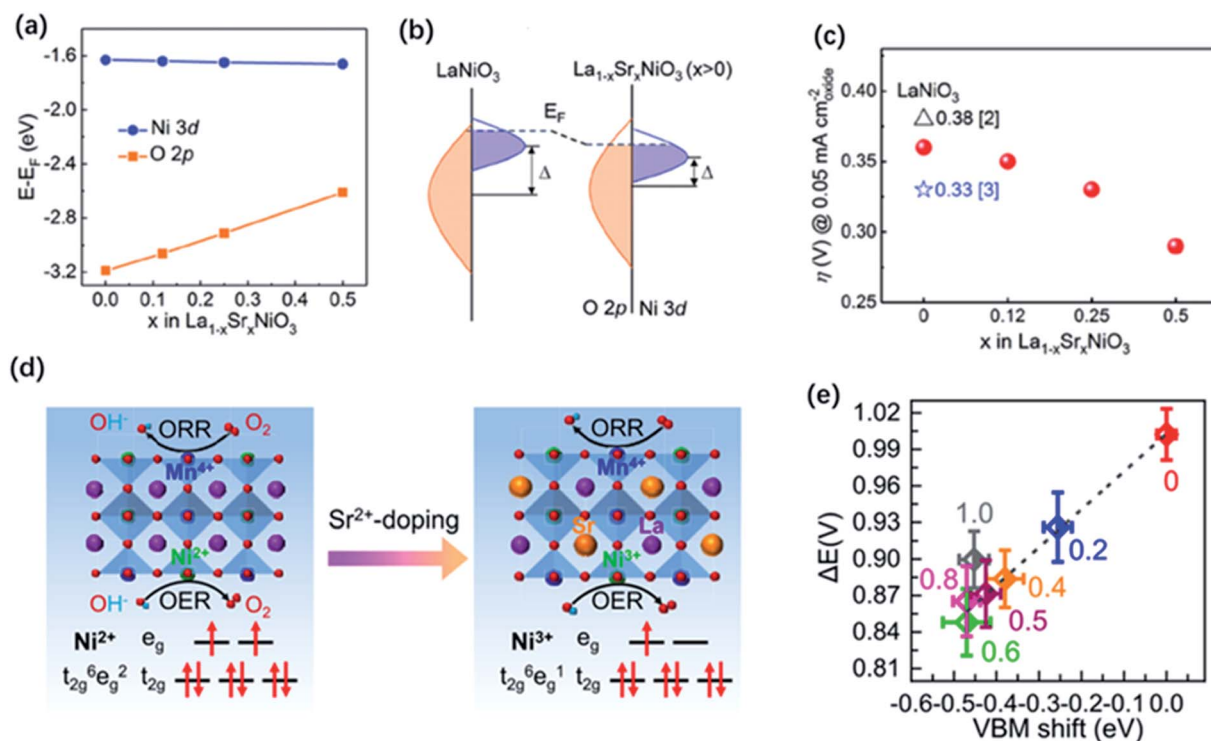 (a)
-1.6
-2.0
-2.4
-2.8
-3.2
E-E_F (eV)
Ni 3d
O 2p
0.0 0.1 0.2 0.3 0.4 0.5
x in La₁₋ₓSrₓNiO₃
(b)
LaNiO₃
La₁₋ₓSrₓNiO₃ (x>0)
E_F
Δ
Δ
O 2p Ni 3d
(c)
0.40
0.35
0.30
0.25
η (V) @ 0.05 mA cm⁻²oxide
LaNiO₃
0.38 [2]
0.33 [3]
0 0.12 0.25 0.5
x in La₁₋ₓSrₓNiO₃
(d)
OH⁻ ORR O₂
Mn⁴⁺
Ni²⁺
OH⁻ OER O₂
Ni²⁺ e_g
t₂g⁶e_g² t₂g
Sr²⁺-doping
ORR
Mn⁴⁺
Sr La
Ni³⁺
OER
Ni³⁺ e_g
t₂g⁶e_g¹ t₂g
(e)
1.02
0.99
0.96
0.93
0.90
0.87
0.84
0.81
ΔE(V)
0
0.2
0.4
0.5
0.6
0.8
1.0
-0.6-0.5-0.4-0.3-0.2-0.1 0.0 0.1
VBM shift (eV)